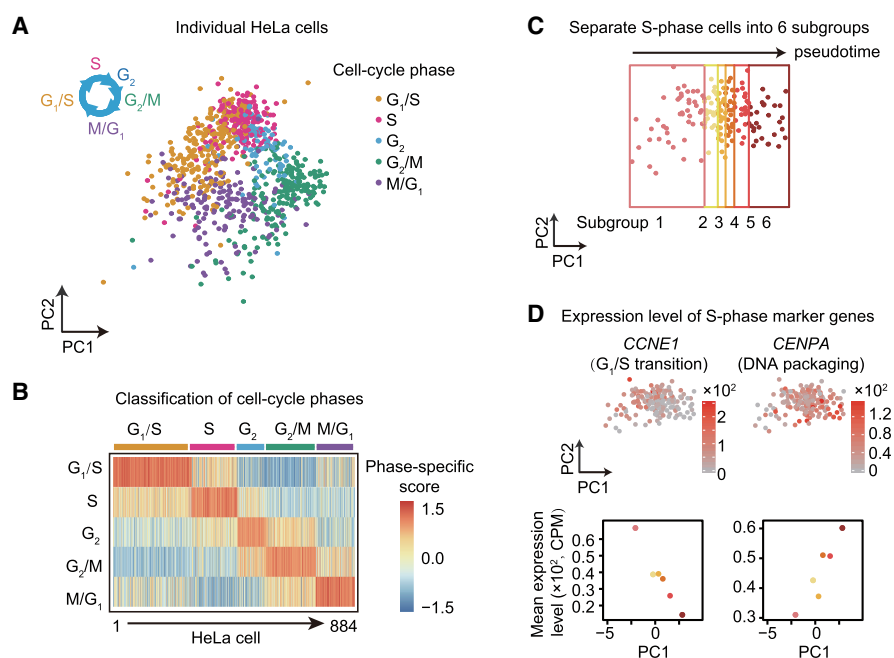 A
Individual HeLa cells
S
G2
G1/S
G2/M
M/G1
Cell-cycle phase
G1/S
S
G2
G2/M
M/G1
PC2
PC1
B
Classification of cell-cycle phases
G1/S S G2 G2/M M/G1
G1/S
S
G2
G2/M
M/G1
1 884
HeLa cell
Phase-specific
score
1.5
0.0
−1.5
C
Separate S-phase cells into 6 subgroups
pseudotime
Subgroup 1 2 3 4 5 6
PC2
PC1
D
Expression level of S-phase marker genes
CCNE1
(G1/S transition)
×10²
2
1
0
CENPA
(DNA packaging)
×10²
1.2
0.8
0.4
0
PC2
PC1
Mean expression
level (×10², CPM)
0.6
0.5
0.4
0.3
0.2
−5 0
PC1
0.6
0.5
0.4
0.3
−5 0
PC1